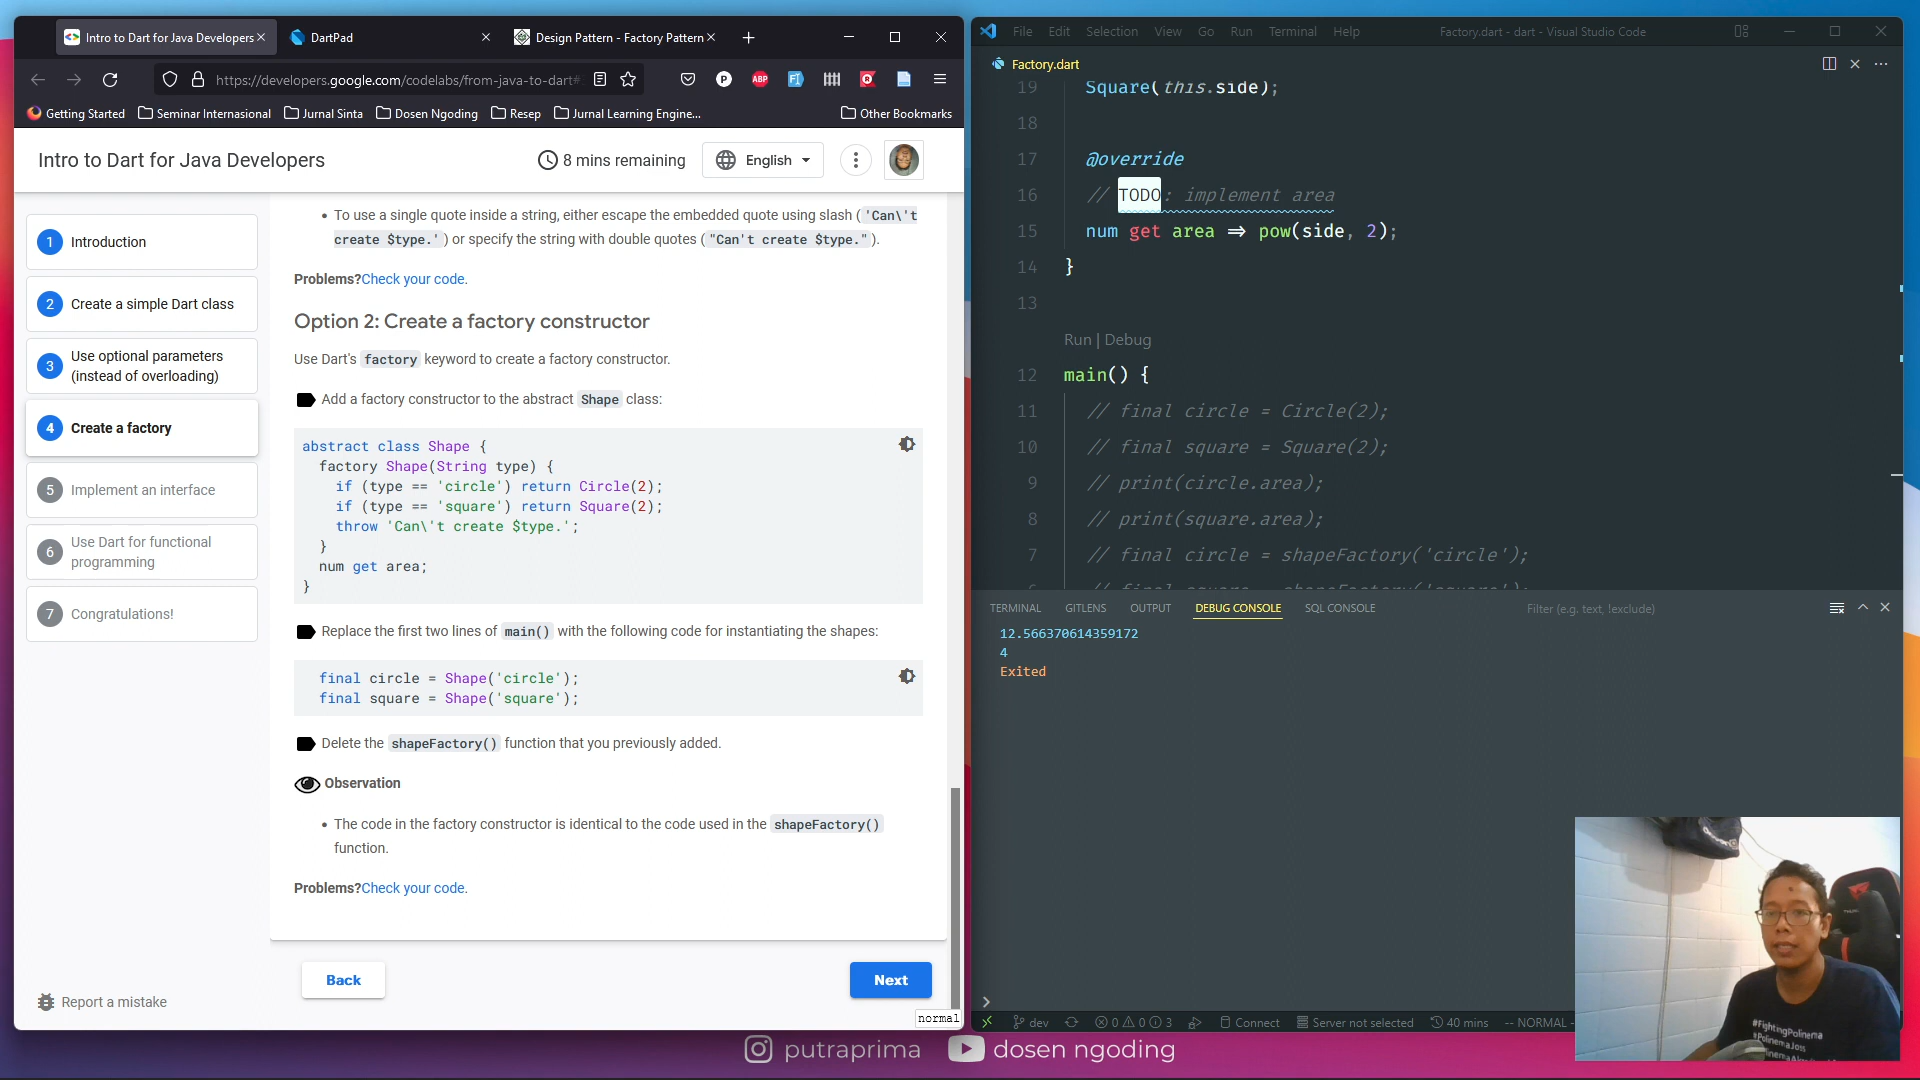 Intro to Dart for Java Developers
DartPad
Design Pattern - Factory Pattern
https://developers.google.com/codelabs/from-java-to-dart#
Getting Started
Seminar Internasional
Jurnal Sinta
Dosen Ngoding
Resep
Jurnal Learning Engine...
Other Bookmarks
Intro to Dart for Java Developers
8 mins remaining
English
1 Introduction
2 Create a simple Dart class
3 Use optional parameters
(instead of overloading)
4 Create a factory
5 Implement an interface
6 Use Dart for functional
programming
7 Congratulations!
Report a mistake
• To use a single quote inside a string, either escape the embedded quote using slash ('Can\'t
create $type.') or specify the string with double quotes ("Can't create $type.").
Problems?Check your code.
Option 2: Create a factory constructor
Use Dart's factory keyword to create a factory constructor.
Add a factory constructor to the abstract Shape class:
abstract class Shape {
factory Shape(String type) {
if (type == 'circle') return Circle(2);
if (type == 'square') return Square(2);
throw 'Can\'t create $type.';
}
num get area;
}
Replace the first two lines of main() with the following code for instantiating the shapes:
final circle = Shape('circle');
final square = Shape('square');
Delete the shapeFactory() function that you previously added.
Observation
• The code in the factory constructor is identical to the code used in the shapeFactory()
function.
Problems?Check your code.
Back
Next
normal
File Edit Selection View Go Run Terminal Help
Factory.dart - dart - Visual Studio Code
Factory.dart
19 Square(this.side);
18
17 @override
16 // TODO: implement area
15 num get area => pow(side, 2);
14 }
13
Run | Debug
12 main() {
11 // final circle = Circle(2);
10 // final square = Square(2);
9 // print(circle.area);
8 // print(square.area);
7 // final circle = shapeFactory('circle');
6 // final square = shapeFactory('square');
TERMINAL GITLENS OUTPUT DEBUG CONSOLE SQL CONSOLE
Filter (e.g. text, !exclude)
12.566370614359172
4
Exited
dev
0 0 3
Connect
Server not selected
40 mins
-- NORMAL -
#FightingPolinema
putraprima
dosen ngoding